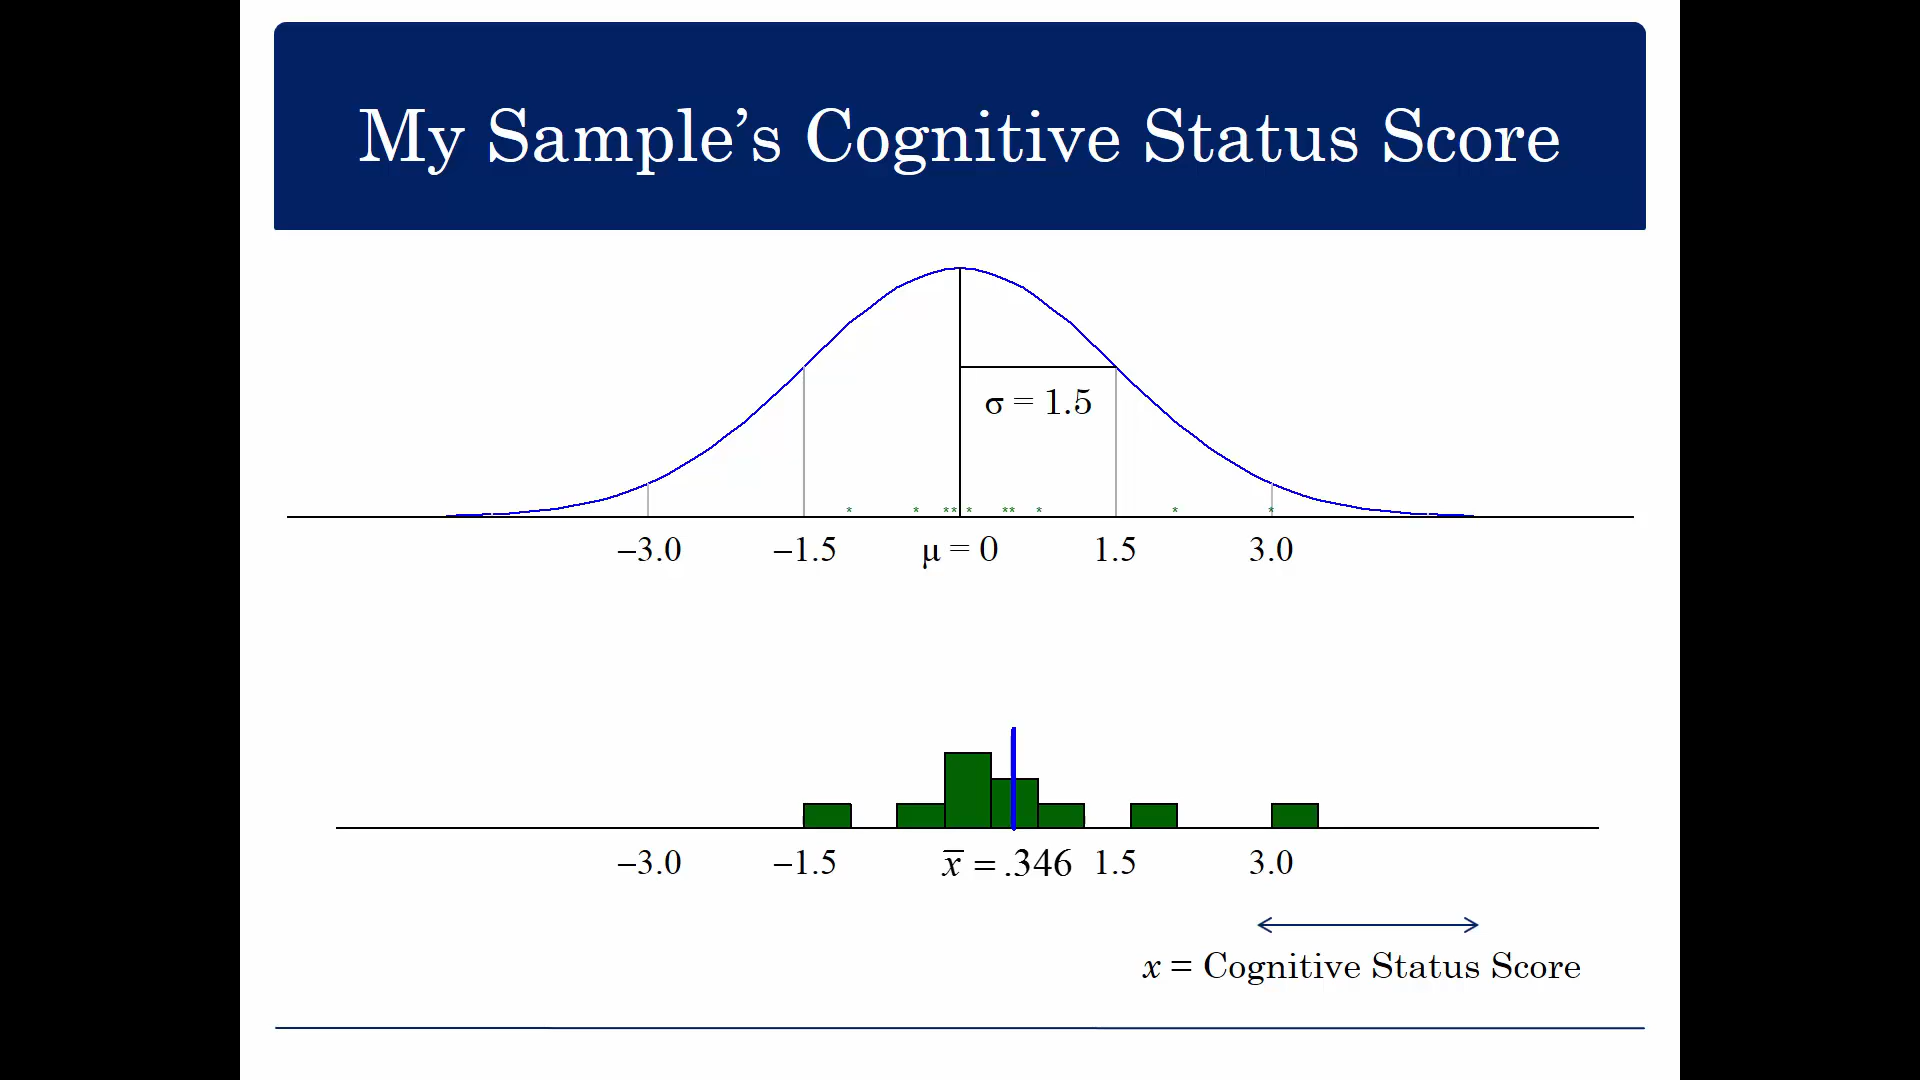 My Sample’s Cognitive Status Score
σ = 1.5
* * ** * ** * * *
–3.0 –1.5 μ = 0 1.5 3.0
–3.0 –1.5 x̄ = .346 1.5 3.0
x = Cognitive Status Score